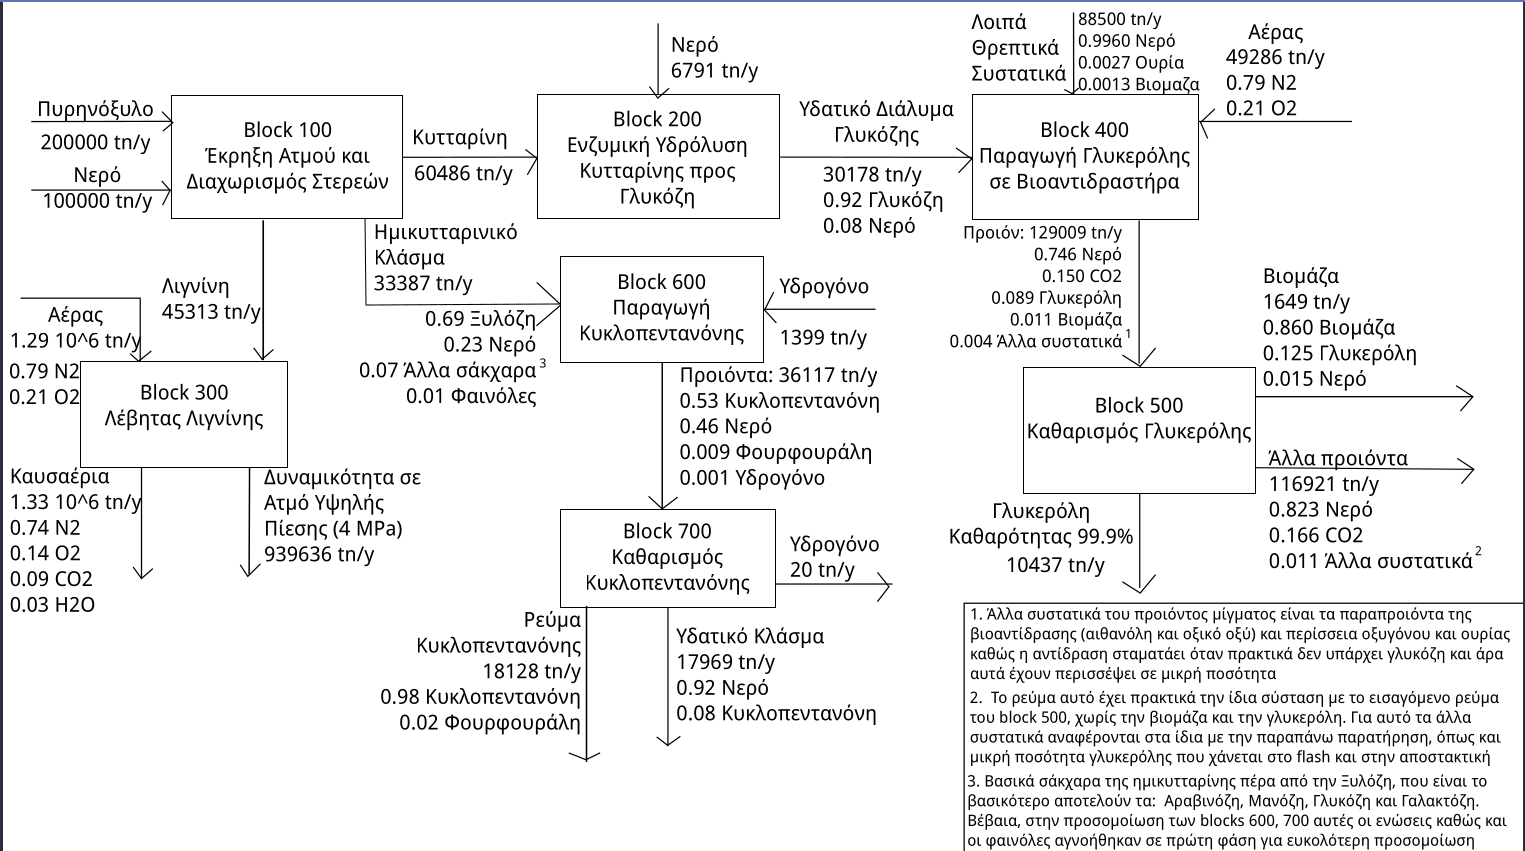 Πυρηνόξυλο
200000 tn/y
Νερό
100000 tn/y
Block 100
Έκρηξη Ατμού και
Διαχωρισμός Στερεών
Κυτταρίνη
60486 tn/y
Νερό
6791 tn/y
Block 200
Ενζυμική Υδρόλυση
Κυτταρίνης προς
Γλυκόζη
Υδατικό Διάλυμα
Γλυκόζης
30178 tn/y
0.92 Γλυκόζη
0.08 Νερό
Λοιπά
Θρεπτικά
Συστατικά
88500 tn/y
0.9960 Νερό
0.0027 Ουρία
0.0013 Βιομαζα
Αέρας
49286 tn/y
0.79 N2
0.21 O2
Block 400
Παραγωγή Γλυκερόλης
σε Βιοαντιδραστήρα
Ημικυτταρινικό
Κλάσμα
33387 tn/y
0.69 Ξυλόζη
0.23 Νερό
0.07 Άλλα σάκχαρα 3
0.01 Φαινόλες
Λιγνίνη
45313 tn/y
Αέρας
1.29 10^6 tn/y
0.79 N2
0.21 O2
Block 300
Λέβητας Λιγνίνης
Καυσαέρια
1.33 10^6 tn/y
0.74 N2
0.14 O2
0.09 CO2
0.03 H2O
Δυναμικότητα σε
Ατμό Υψηλής
Πίεσης (4 MPa)
939636 tn/y
Block 600
Παραγωγή
Κυκλοπεντανόνης
Υδρογόνο
1399 tn/y
Προιόντα: 36117 tn/y
0.53 Κυκλοπεντανόνη
0.46 Νερό
0.009 Φουρφουράλη
0.001 Υδρογόνο
Block 700
Καθαρισμός
Κυκλοπεντανόνης
Υδρογόνο
20 tn/y
Ρεύμα
Κυκλοπεντανόνης
18128 tn/y
0.98 Κυκλοπεντανόνη
0.02 Φουρφουράλη
Υδατικό Κλάσμα
17969 tn/y
0.92 Νερό
0.08 Κυκλοπεντανόνη
Προιόν: 129009 tn/y
0.746 Νερό
0.150 CO2
0.089 Γλυκερόλη
0.011 Βιομάζα
0.004 Άλλα συστατικά 1
Block 500
Καθαρισμός Γλυκερόλης
Βιομάζα
1649 tn/y
0.860 Βιομάζα
0.125 Γλυκερόλη
0.015 Νερό
Άλλα προιόντα
116921 tn/y
0.823 Νερό
0.166 CO2
0.011 Άλλα συστατικά 2
Γλυκερόλη
Καθαρότητας 99.9%
10437 tn/y
1. Άλλα συστατικά του προιόντος μίγματος είναι τα παραπροιόντα της
βιοαντίδρασης (αιθανόλη και οξικό οξύ) και περίσσεια οξυγόνου και ουρίας
καθώς η αντίδραση σταματάει όταν πρακτικά δεν υπάρχει γλυκόζη και άρα
αυτά έχουν περισσέψει σε μικρή ποσότητα
2. Το ρεύμα αυτό έχει πρακτικά την ίδια σύσταση με το εισαγόμενο ρεύμα
του block 500, χωρίς την βιομάζα και την γλυκερόλη. Για αυτό τα άλλα
συστατικά αναφέρονται στα ίδια με την παραπάνω παρατήρηση, όπως και
μικρή ποσότητα γλυκερόλης που χάνεται στο flash και στην αποστακτική
3. Βασικά σάκχαρα της ημικυτταρίνης πέρα από την Ξυλόζη, που είναι το
βασικότερο αποτελούν τα: Αραβινόζη, Μανόζη, Γλυκόζη και Γαλακτόζη.
Βέβαια, στην προσομοίωση των blocks 600, 700 αυτές οι ενώσεις καθώς και
οι φαινόλες αγνοήθηκαν σε πρώτη φάση για ευκολότερη προσομοίωση